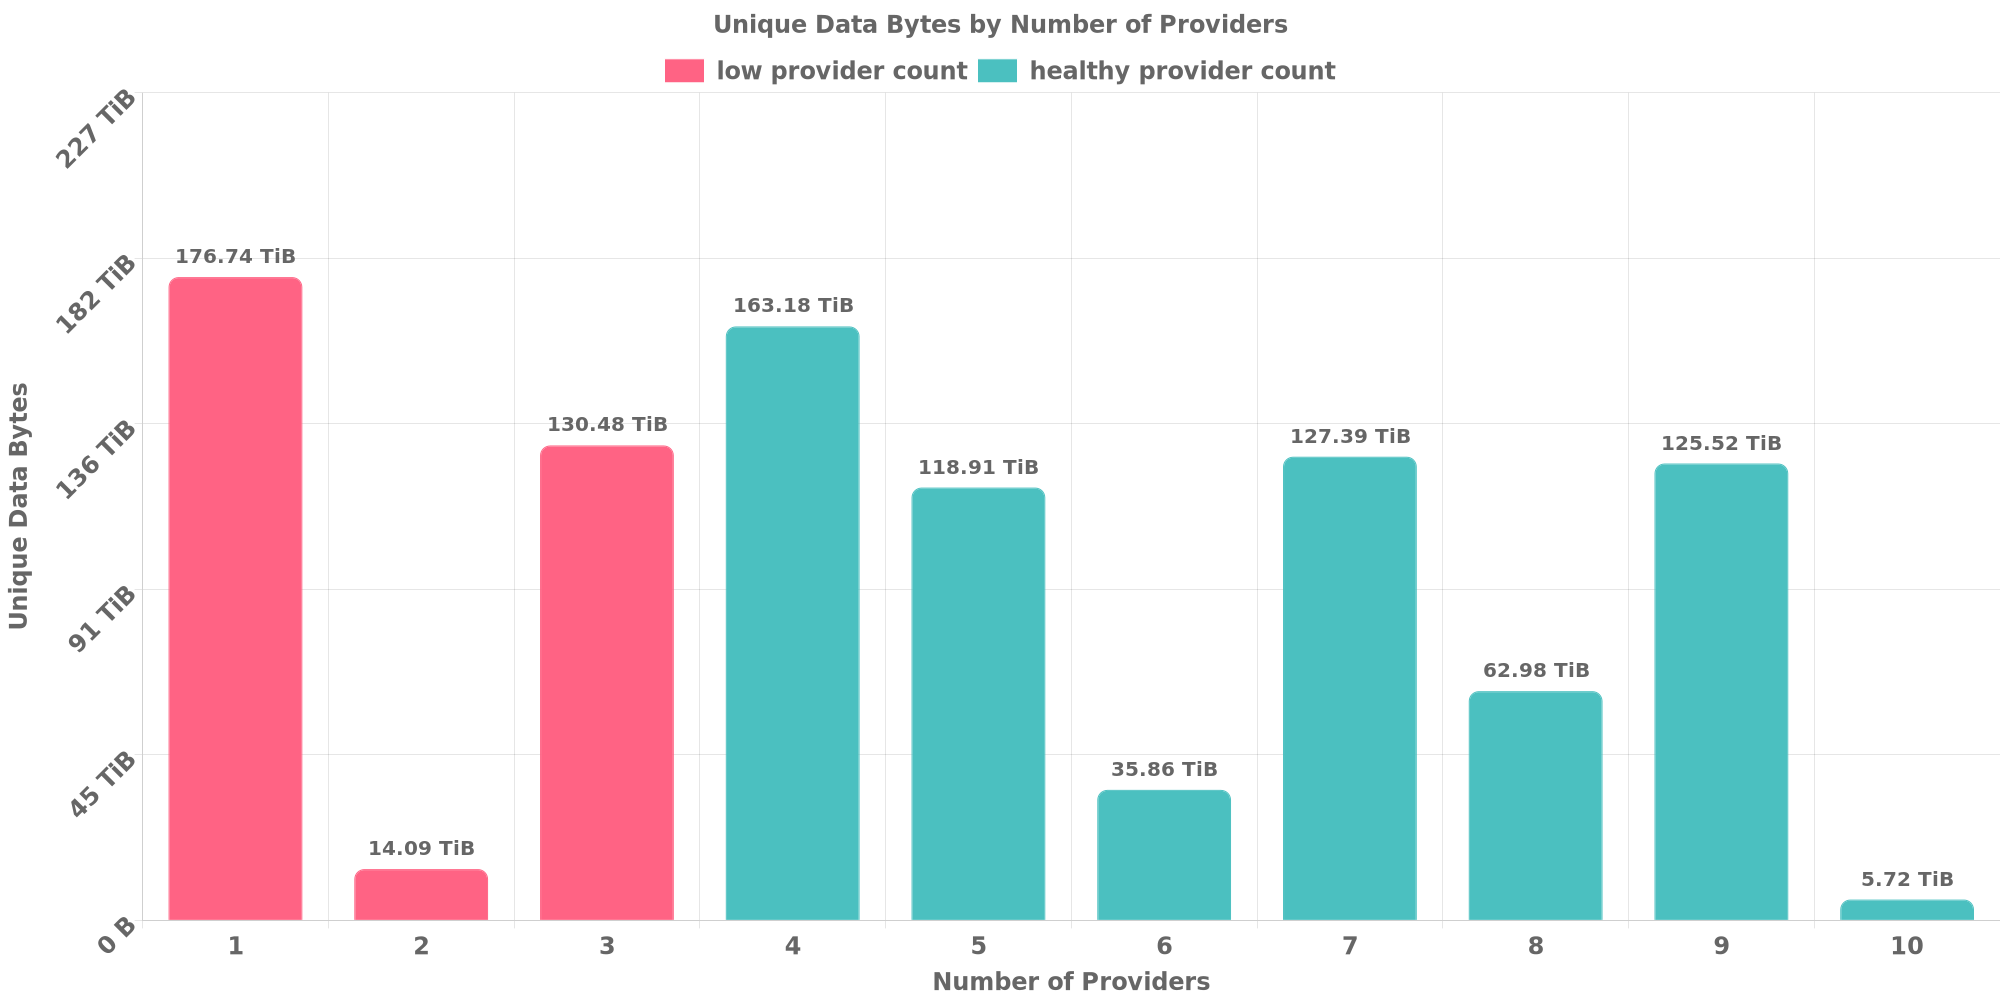 Unique Data Bytes by Number of Providers
low provider count healthy provider count
227 TiB
182 TiB
136 TiB
91 TiB
45 TiB
0 B
Unique Data Bytes
176.74 TiB
14.09 TiB
130.48 TiB
163.18 TiB
118.91 TiB
35.86 TiB
127.39 TiB
62.98 TiB
125.52 TiB
5.72 TiB
1 2 3 4 5 6 7 8 9 10
Number of Providers